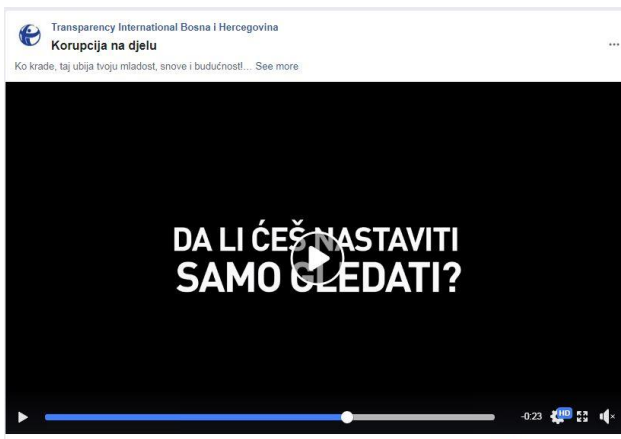 Transparency International Bosna i Hercegovina
Korupcija na djelu
Ko krade, taj ubija tvoju mladost, snove i budućnost!... See more
DA LI ĆEŠ NASTAVITI
SAMO GLEDATI?
-0:23 HD